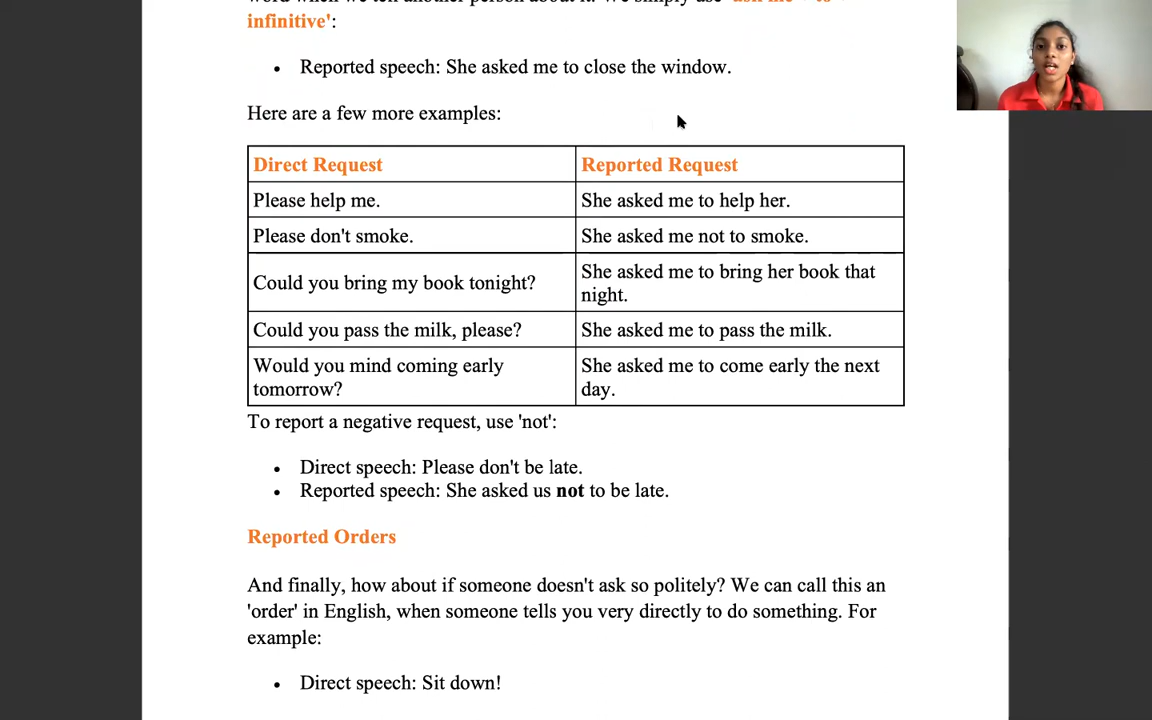 infinitive':
• Reported speech: She asked me to close the window.
Here are a few more examples:
Direct Request
Reported Request
Please help me.
She asked me to help her.
Please don't smoke.
She asked me not to smoke.
Could you bring my book tonight?
She asked me to bring her book that
night.
Could you pass the milk, please?
She asked me to pass the milk.
Would you mind coming early
tomorrow?
She asked me to come early the next
day.
To report a negative request, use 'not':
• Direct speech: Please don't be late.
• Reported speech: She asked us not to be late.
Reported Orders
And finally, how about if someone doesn't ask so politely? We can call this an
'order' in English, when someone tells you very directly to do something. For
example:
• Direct speech: Sit down!